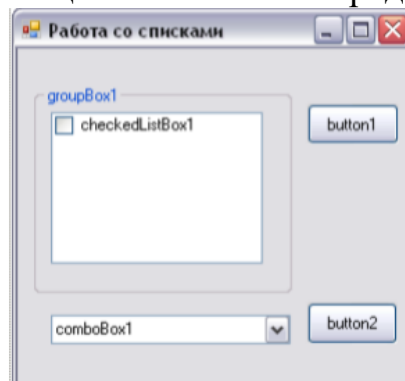 Работа со списками
groupBox1
checkedListBox1
button1
comboBox1
button2